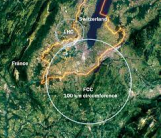 Switzerland
LHC
France
FCC
100 km circumference